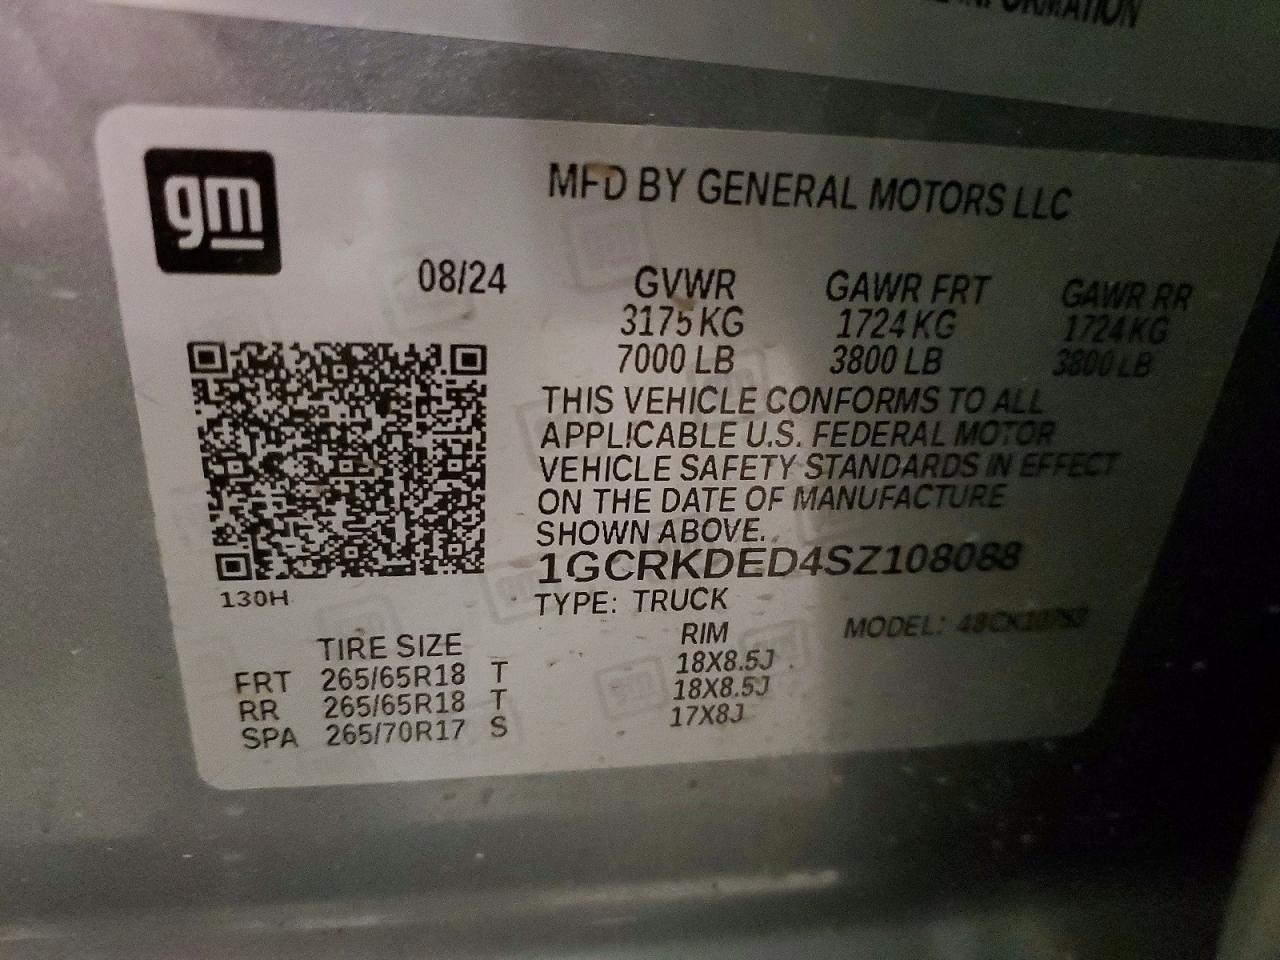 INFORMATION
gm
MFD BY GENERAL MOTORS LLC
08/24
GVWR GAWR FRT GAWR RR
3175 KG 1724 KG 1724 KG
7000 LB 3800 LB 3800 LB
THIS VEHICLE CONFORMS TO ALL
APPLICABLE U.S. FEDERAL MOTOR
VEHICLE SAFETY STANDARDS IN EFFECT
ON THE DATE OF MANUFACTURE
SHOWN ABOVE.
1GCRKDED4SZ108088
130H
TYPE: TRUCK
MODEL:
TIRE SIZE RIM
FRT 265/65R18 T 18X8.5J
RR 265/65R18 T 18X8.5J
SPA 265/70R17 S 17X8J